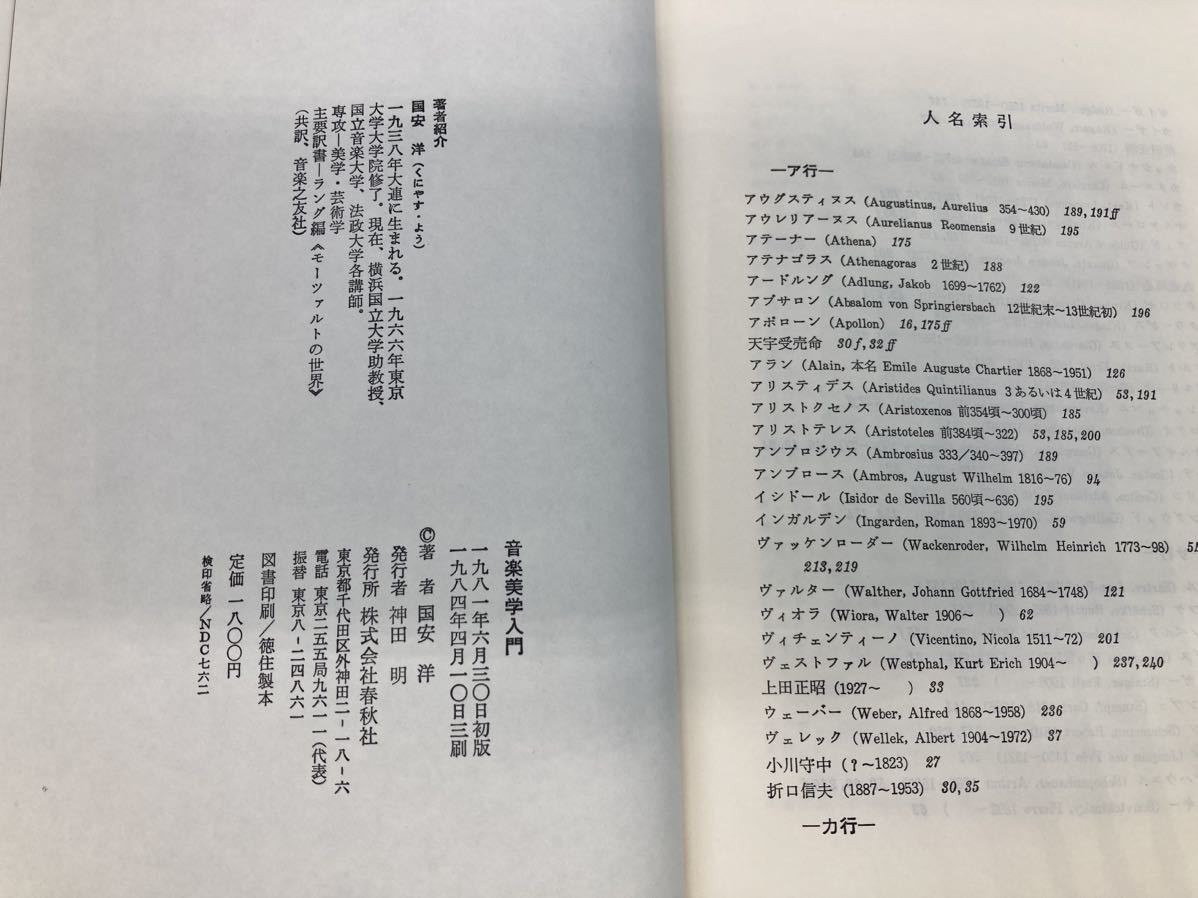 著者紹介
国安 洋（くにやす・よう）
一九三八年大連に生まれる。一九六六年東京
大学大学院修了。現在、横浜国立大学助教授、
国立音楽大学、法政大学各講師。
専攻―美学・芸術学
主要訳書―ラング編《モーツァルトの世界》
（共訳、音楽之友社）
音楽美学入門
一九八一年六月三〇日初版
一九八四年四月一〇日三刷
©著 者 国安 洋
発行者 神田 明
発行所 株式会社春秋社
東京都千代田区外神田二－一八－六
電話 東京二五五局九六一一（代表）
振替 東京八－二四八六一
図書印刷／徳住製本
定価 一八〇〇円
検印省略／NDC七六二
人名索引
―ア行―
アウグスティヌス (Augustinus, Aurelius 354～430) 189,191ff
アウレリアーヌス (Aurelianus Reomensis 9世紀) 195
アテーナー (Athena) 175
アテナゴラス (Athenagoras 2世紀) 188
アードルング (Adlung, Jakob 1699～1762) 122
アブサロン (Absalom von Springiersbach 12世紀末～13世紀初) 196
アポローン (Apollon) 16,175ff
天宇受売命 30f,32ff
アラン (Alain, 本名 Emile Auguste Chartier 1868～1951) 126
アリスティデス (Aristides Quintilianus 3あるいは4世紀) 53,191
アリストクセノス (Aristoxenos 前354頃～300頃) 185
アリストテレス (Aristoteles 前384頃～322) 53,185,200
アンブロジウス (Ambrosius 333/340～397) 189
アンブロース (Ambros, August Wilhelm 1816～76) 94
イシドール (Isidor de Sevilla 560頃～636) 195
インガルデン (Ingarden, Roman 1893～1970) 59
ヴァッケンローダー (Wackenroder, Wilhelm Heinrich 1773～98)
213,219
ヴァルター (Walther, Johann Gottfried 1684～1748) 121
ヴィオラ (Wiora, Walter 1906～ ) 62
ヴィチェンティーノ (Vicentino, Nicola 1511～72) 201
ヴェストファル (Westphal, Kurt Erich 1904～ ) 237,240
上田正昭 (1927～ ) 33
ウェーバー (Weber, Alfred 1868～1958) 236
ヴェレック (Wellek, Albert 1904～1972) 37
小川守中 (？～1823) 27
折口信夫 (1887～1953) 30,35
―カ行―